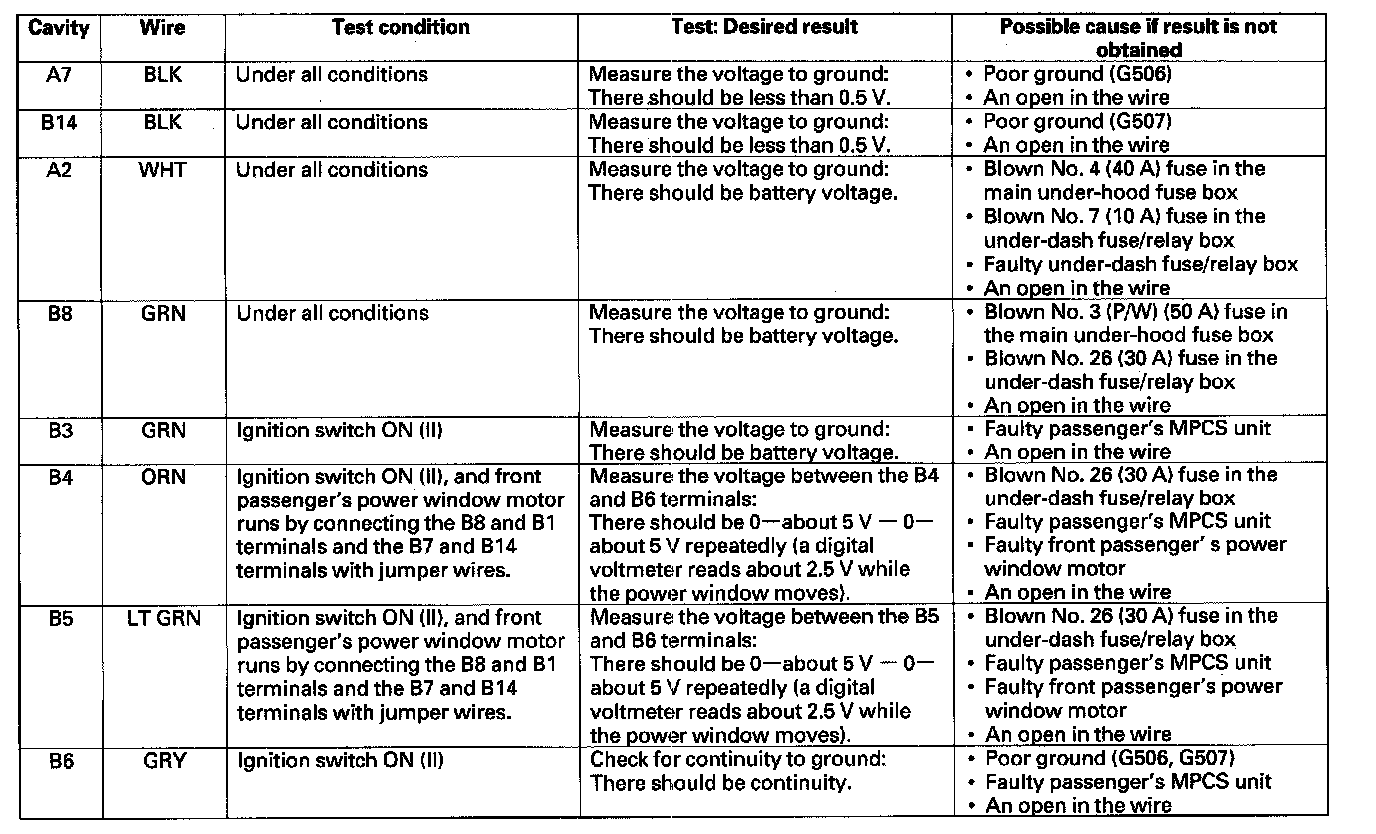 Cavity Wire Test condition Test: Desired result Possible cause if result is not
obtained
A7 BLK Under all conditions Measure the voltage to ground:
There should be less than 0.5 V.
• Poor ground (G506)
• An open in the wire
B14 BLK Under all conditions Measure the voltage to ground:
There should be less than 0.5 V.
• Poor ground (G507)
• An open in the wire
A2 WHT Under all conditions Measure the voltage to ground:
There should be battery voltage.
• Blown No. 4 (40 A) fuse in the
main under-hood fuse box
• Blown No. 7 (10 A) fuse in the
under-dash fuse/relay box
• Faulty under-dash fuse/relay box
• An open in the wire
B8 GRN Under all conditions Measure the voltage to ground:
There should be battery voltage.
• Blown No. 3 (P/W) (50 A) fuse in
the main under-hood fuse box
• Blown No. 26 (30 A) fuse in the
under-dash fuse/relay box
• An open in the wire
B3 GRN Ignition switch ON (II) Measure the voltage to ground:
There should be battery voltage.
• Faulty passenger's MPCS unit
• An open in the wire
B4 ORN Ignition switch ON (II), and front
passenger's power window motor
runs by connecting the B8 and B1
terminals and the B7 and B14
terminals with jumper wires.
Measure the voltage between the B4
and B6 terminals:
There should be 0—about 5 V — 0—
about 5 V repeatedly (a digital
voltmeter reads about 2.5 V while
the power window moves).
• Blown No. 26 (30 A) fuse in the
under-dash fuse/relay box
• Faulty passenger's MPCS unit
• Faulty front passenger' s power
window motor
• An open in the wire
B5 LT GRN Ignition switch ON (II), and front
passenger's power window motor
runs by connecting the B8 and B1
terminals and the B7 and B14
terminals with jumper wires.
Measure the voltage between the B5
and B6 terminals:
There should be 0—about 5 V — 0—
about 5 V repeatedly (a digital
voltmeter reads about 2.5 V while
the power window moves).
• Blown No. 26 (30 A) fuse in the
under-dash fuse/relay box
• Faulty passenger's MPCS unit
• Faulty front passenger's power
window motor
• An open in the wire
B6 GRY Ignition switch ON (II) Check for continuity to ground:
There should be continuity.
• Poor ground (G506, G507)
• Faulty passenger's MPCS unit
• An open in the wire